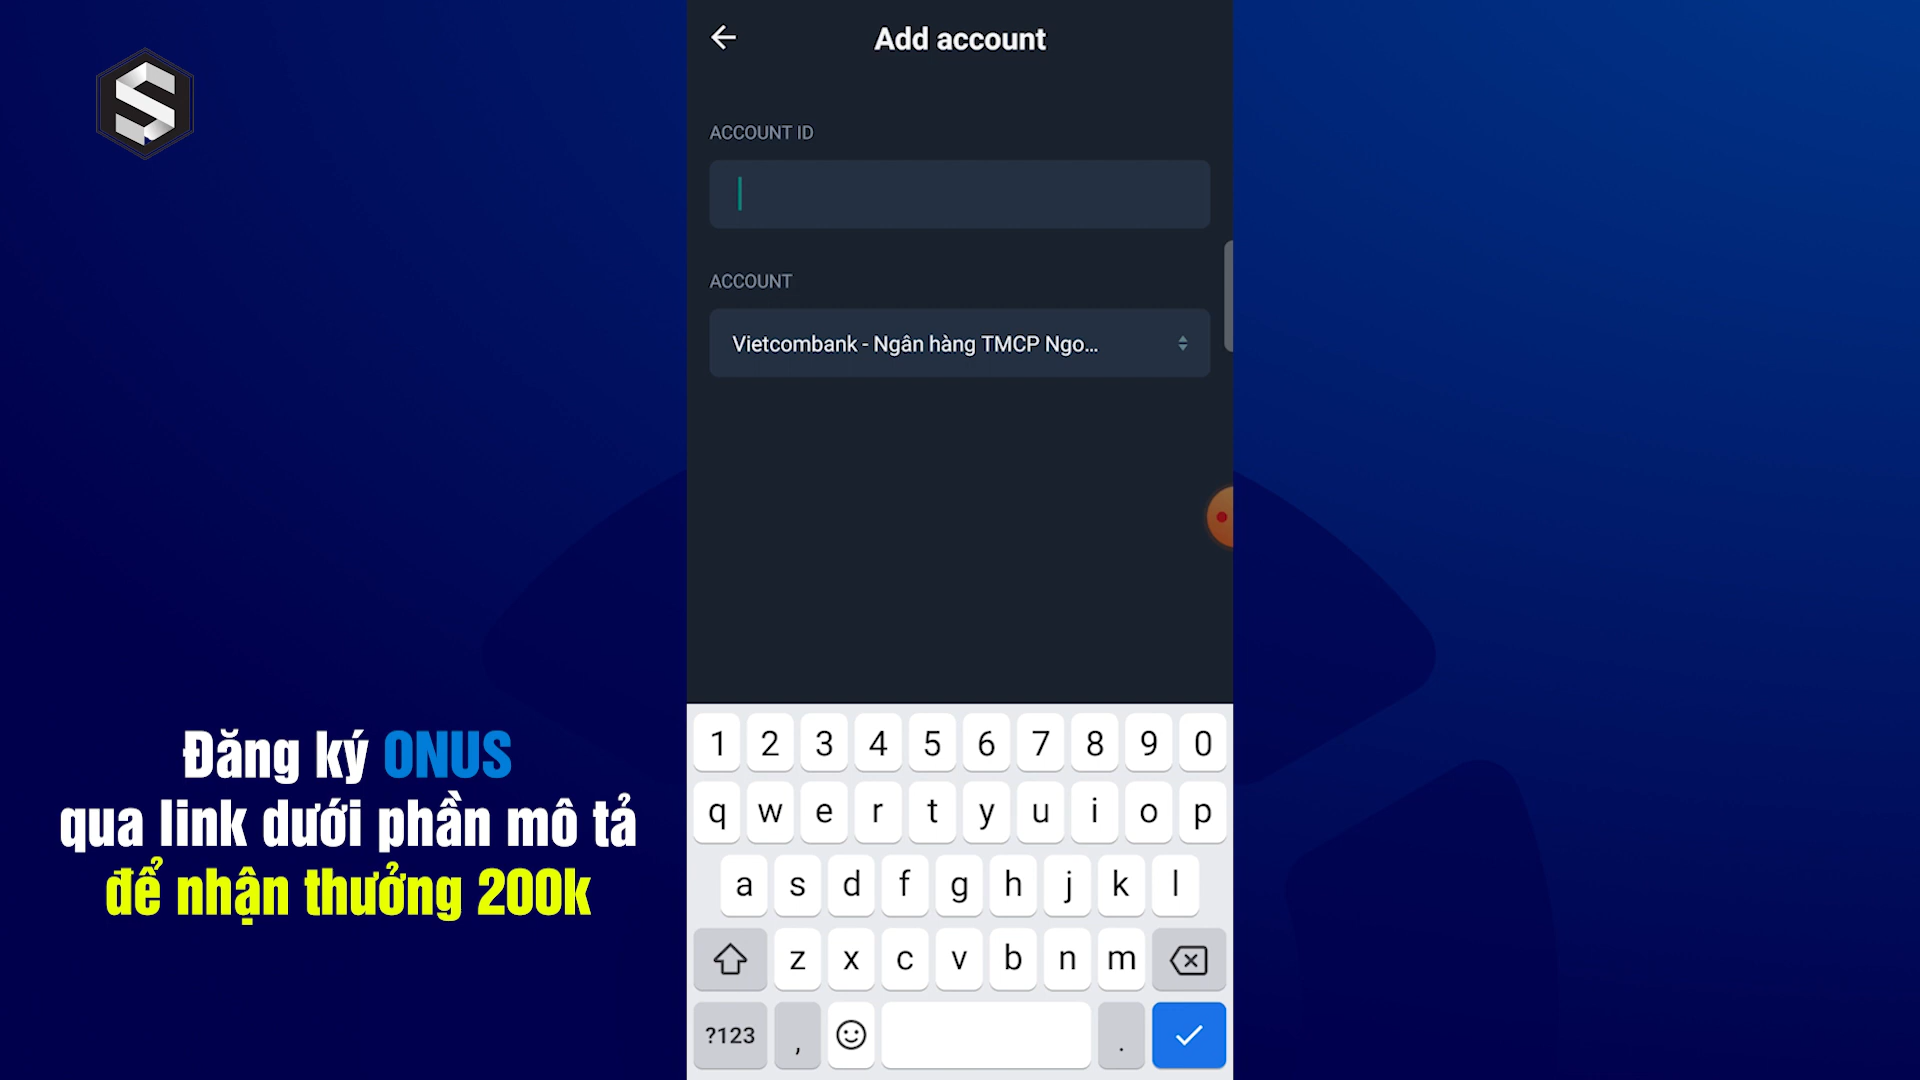 Add account
ACCOUNT ID
ACCOUNT
Vietcombank - Ngân hàng TMCP Ngo...
Đăng ký ONUS
qua link dưới phần mô tả
để nhận thưởng 200k
1 2 3 4 5 6 7 8 9 0
q w e r t y u i o p
a s d f g h j k l
z x c v b n m
?123 , .